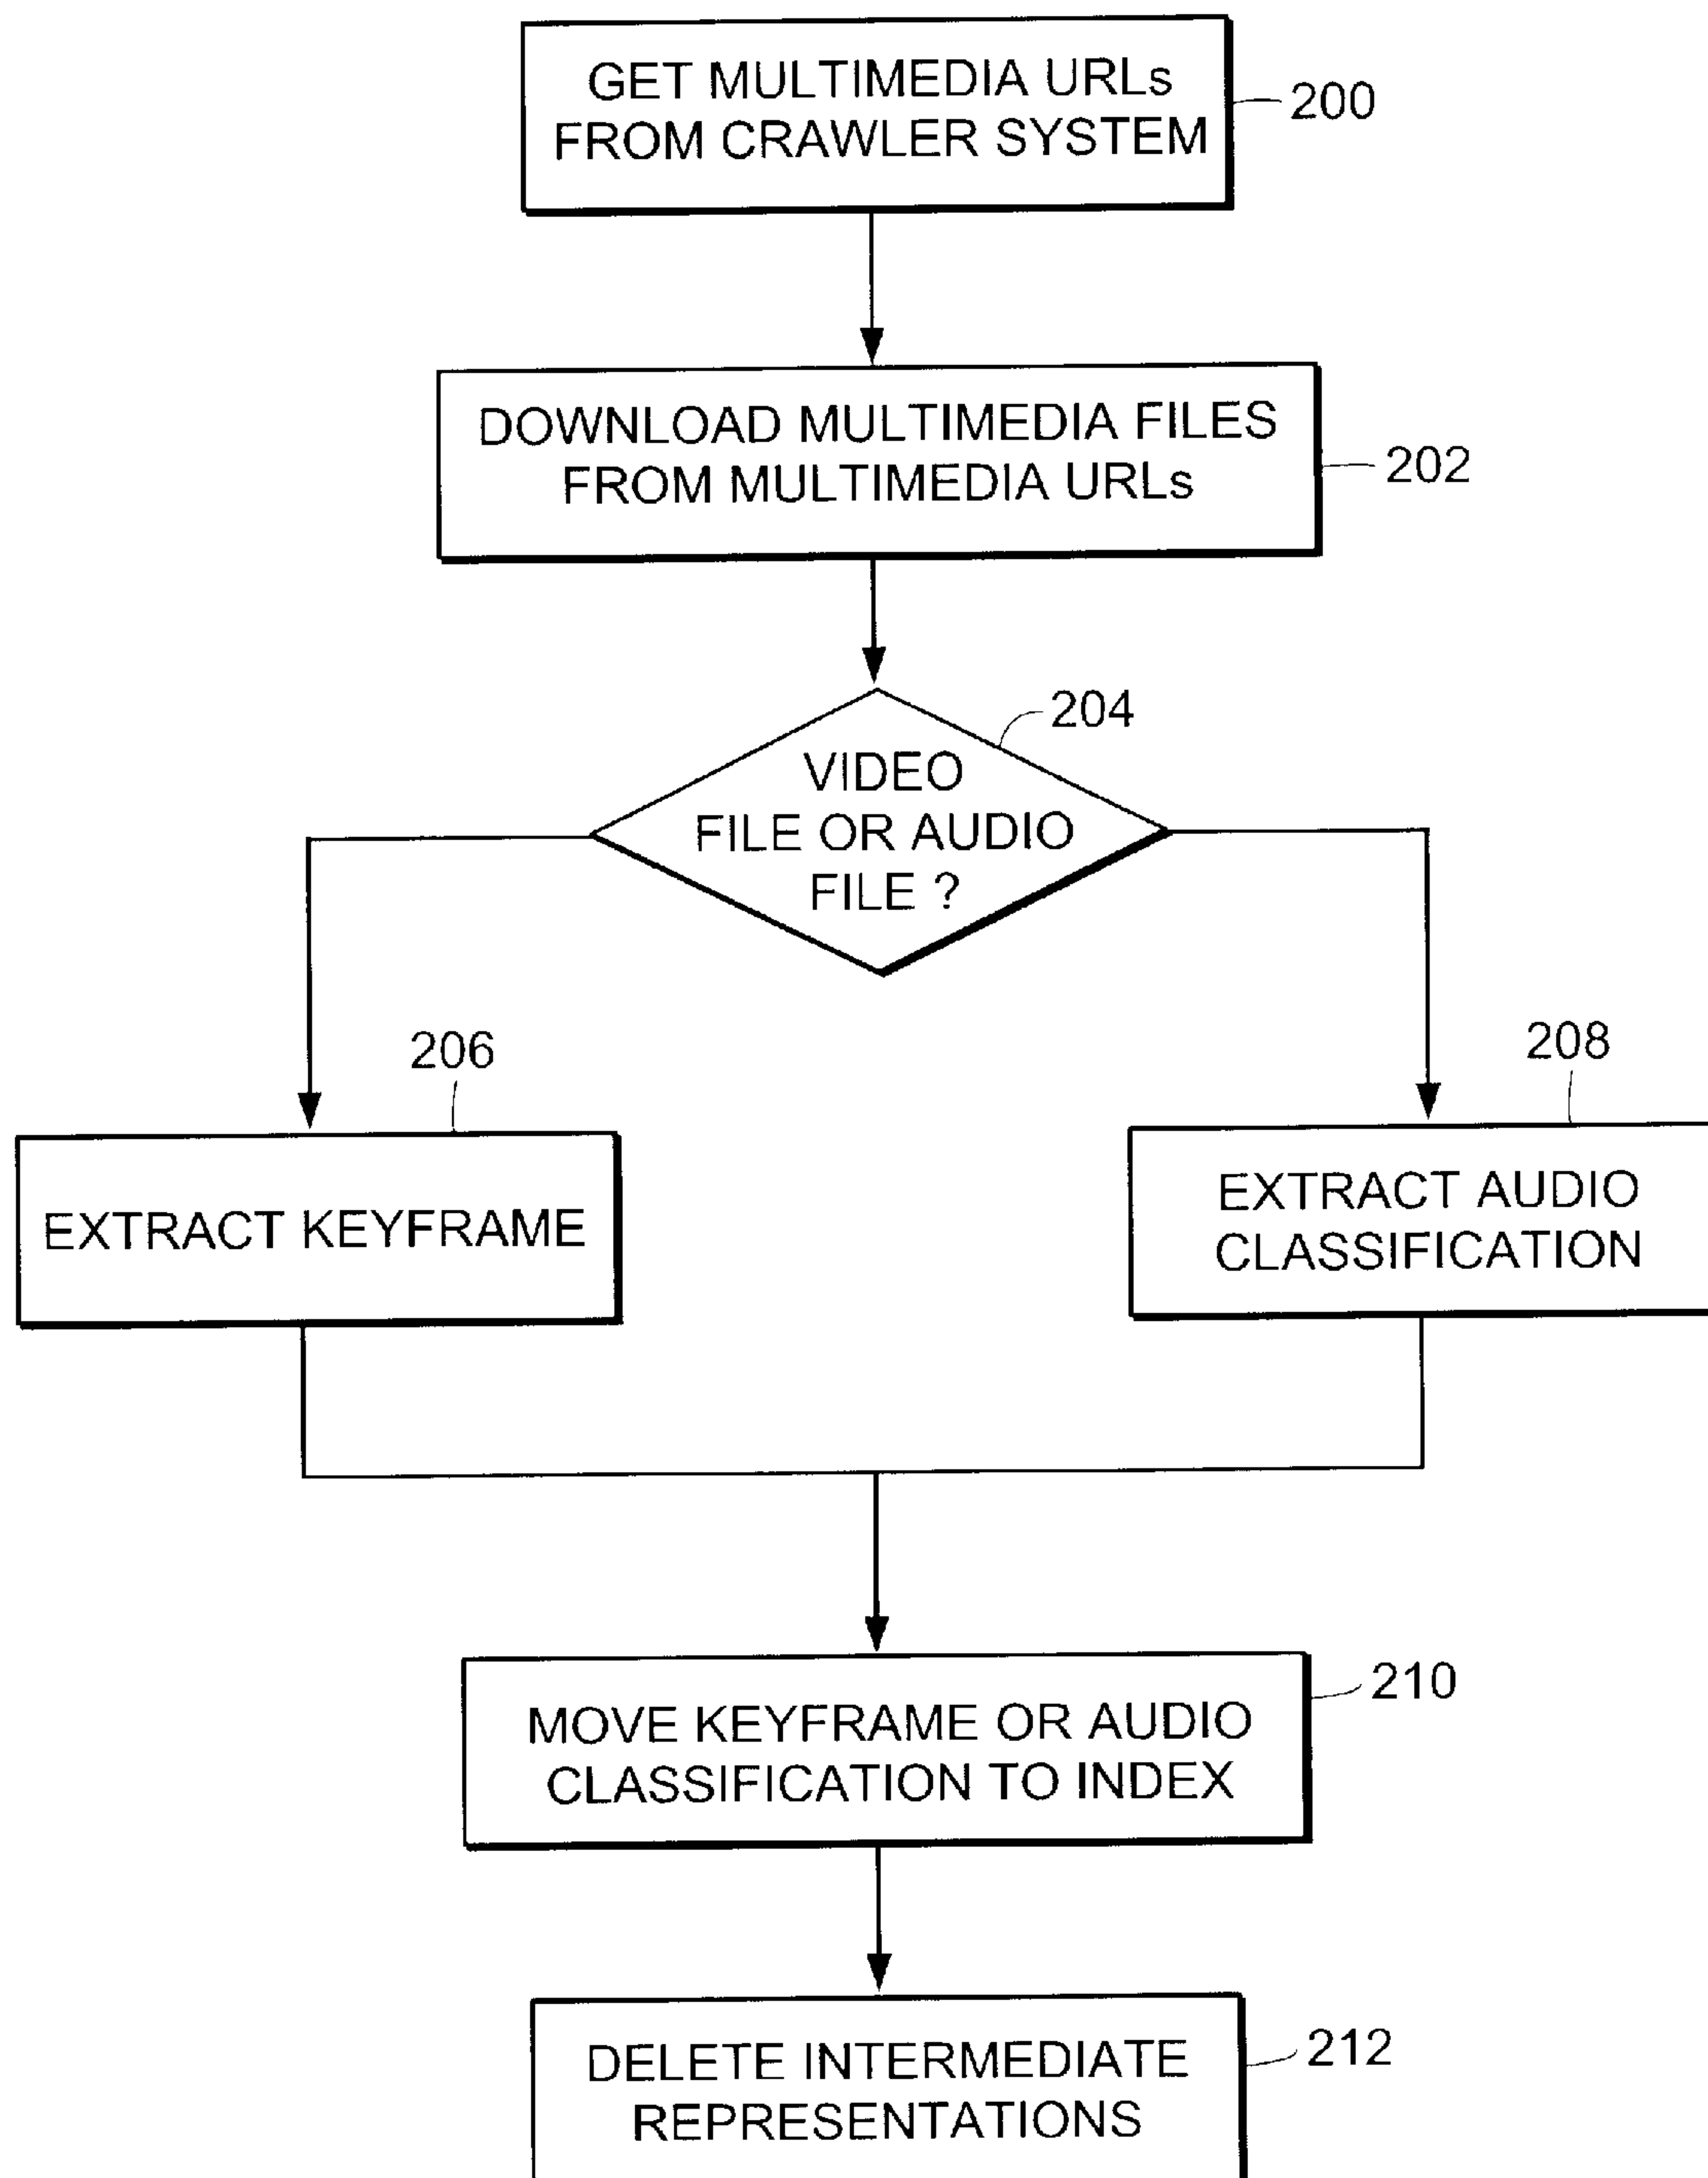 GET MULTIMEDIA URLs
FROM CRAWLER SYSTEM
200
DOWNLOAD MULTIMEDIA FILES
FROM MULTIMEDIA URLs
202
204
VIDEO
FILE OR AUDIO
FILE ?
206
208
EXTRACT KEYFRAME
EXTRACT AUDIO
CLASSIFICATION
210
MOVE KEYFRAME OR AUDIO
CLASSIFICATION TO INDEX
212
DELETE INTERMEDIATE
REPRESENTATIONS